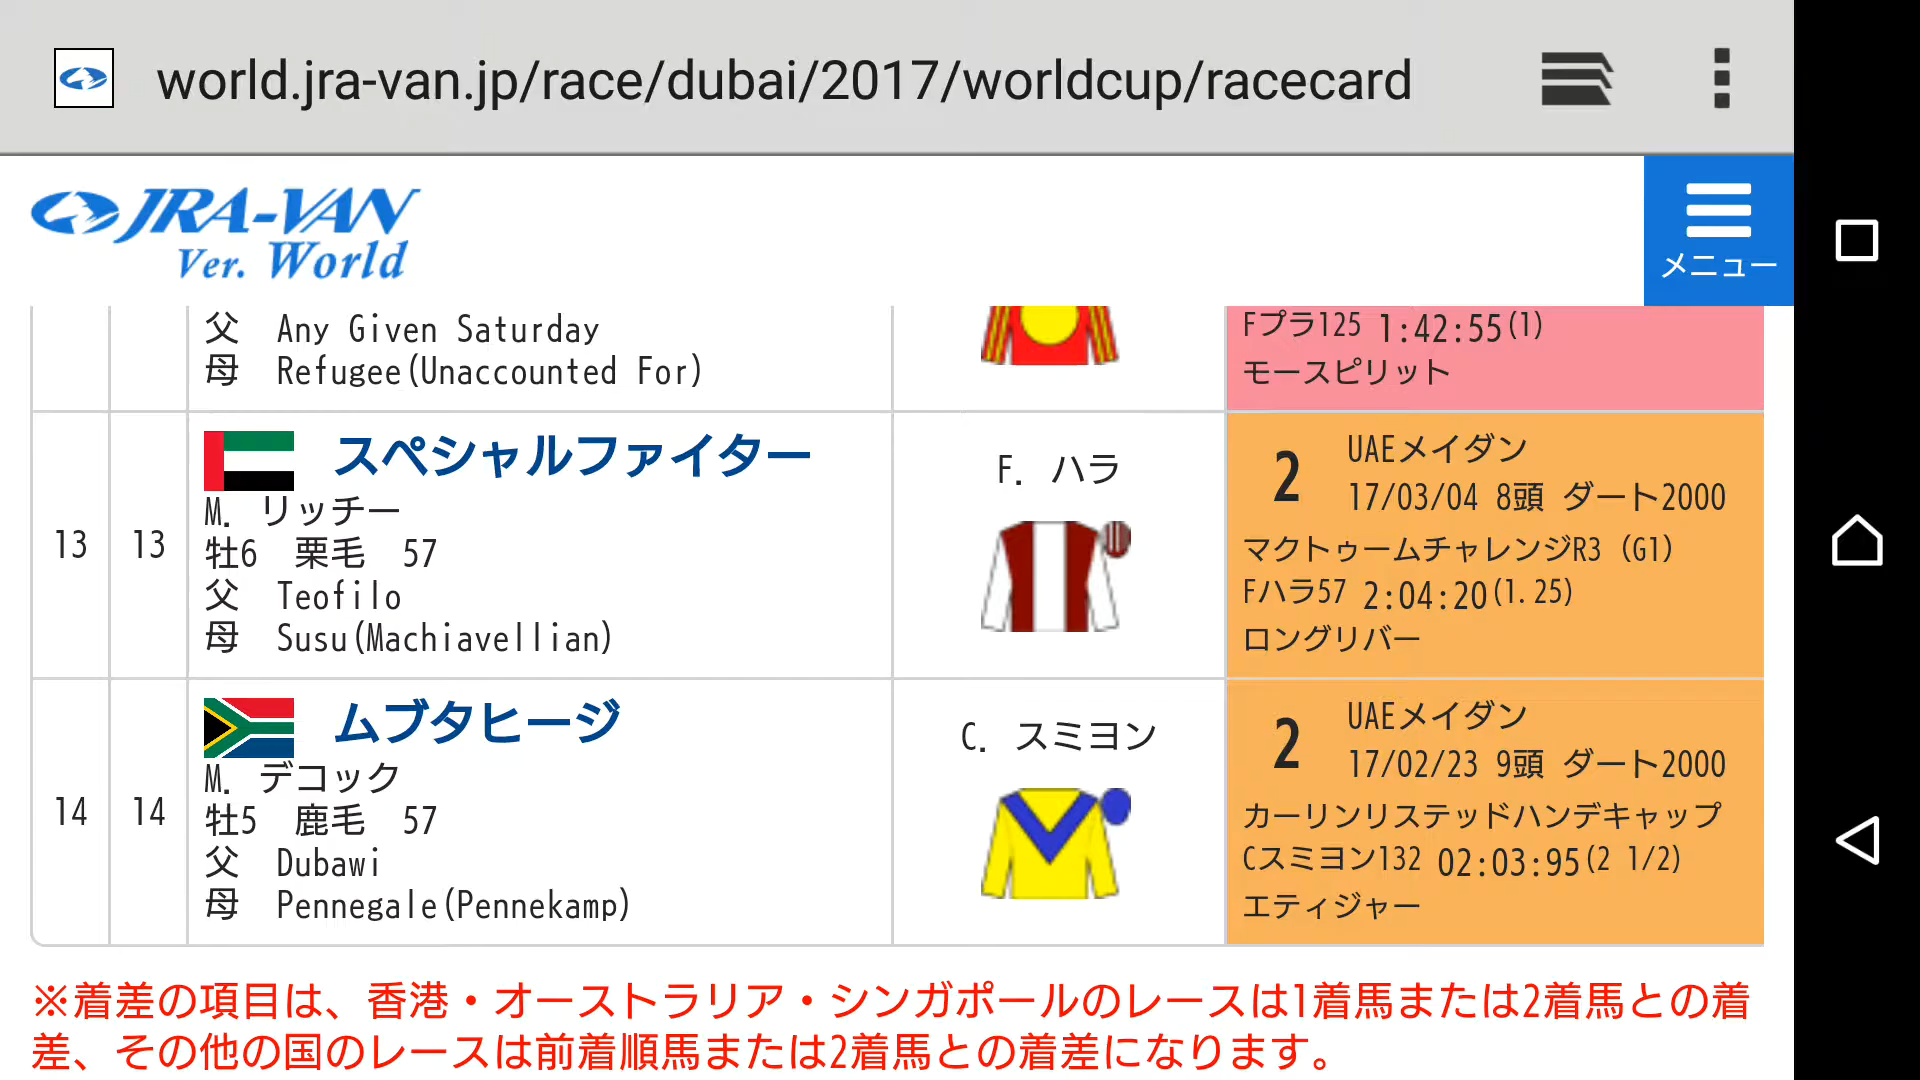 world.jra-van.jp/race/dubai/2017/worldcup/racecard
JRA-VAN
Ver. World
メニュー
父 Any Given Saturday
母 Refugee(Unaccounted For)
Fプラ125 1:42:55(1)
モースピリット
13
13
スペシャルファイター
M. リッチー
牡6 栗毛 57
父 Teofilo
母 Susu(Machiavellian)
F. ハラ
2
UAEメイダン
17/03/04 8頭 ダート2000
マクトゥームチャレンジR3 (G1)
Fハラ57 2:04:20(1.25)
ロングリバー
14
14
ムブタヒージ
M. デコック
牡5 鹿毛 57
父 Dubawi
母 Pennegale(Pennekamp)
C. スミヨン
2
UAEメイダン
17/02/23 9頭 ダート2000
カーリンリステッドハンデキャップ
Cスミヨン132 02:03:95(2 1/2)
エティジャー
※着差の項目は、香港・オーストラリア・シンガポールのレースは1着馬または2着馬との着
差、その他の国のレースは前着順馬または2着馬との着差になります。